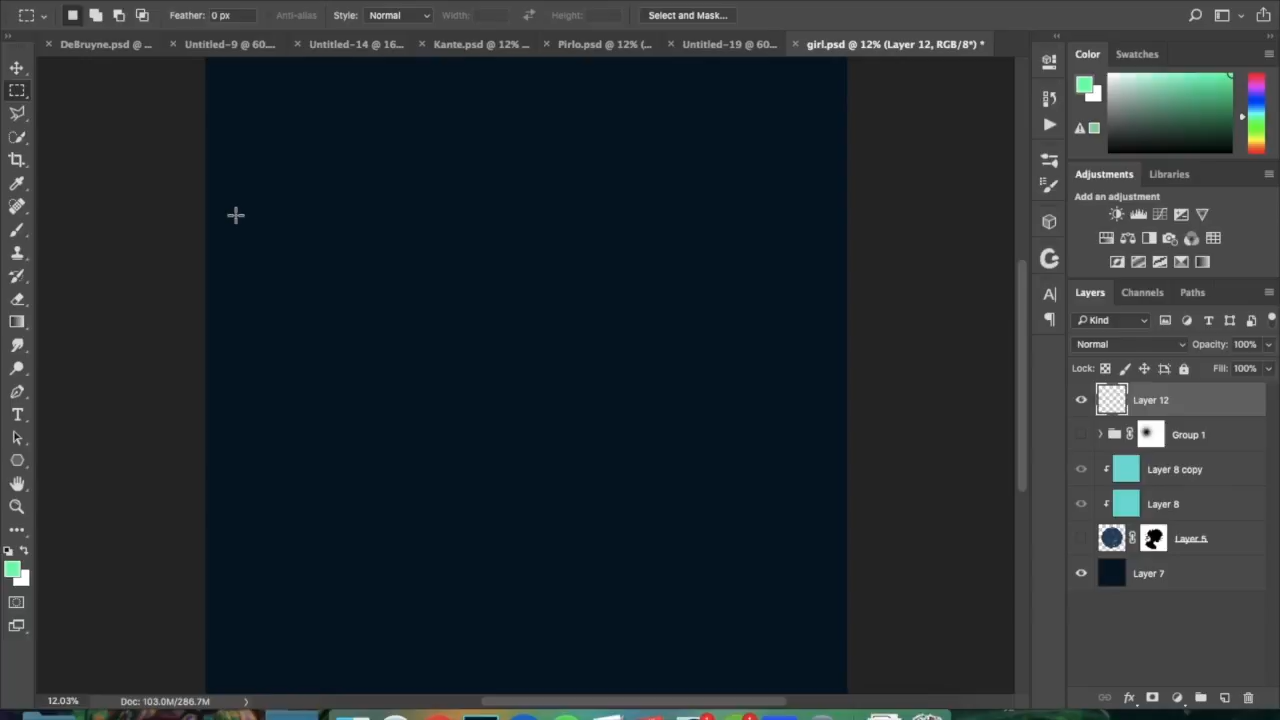 Feather: 0 px Anti-alias Style: Normal Width: Height: Select and Mask...
DeBruyne.psd @ ... Untitled-9 @ 60.... Untitled-14 @ 16... Kante.psd @ 12% ... Pirlo.psd @ 12% (... Untitled-19 @ 60... girl.psd @ 12% (Layer 12, RGB/8*) *
Color Swatches
Adjustments Libraries
Add an adjustment
Layers Channels Paths
Kind
Normal Opacity: 100%
Lock: Fill: 100%
Layer 12
Group 1
Layer 8 copy
Layer 8
Layer 5
Layer 7
12.03% Doc: 103.0M/286.7M